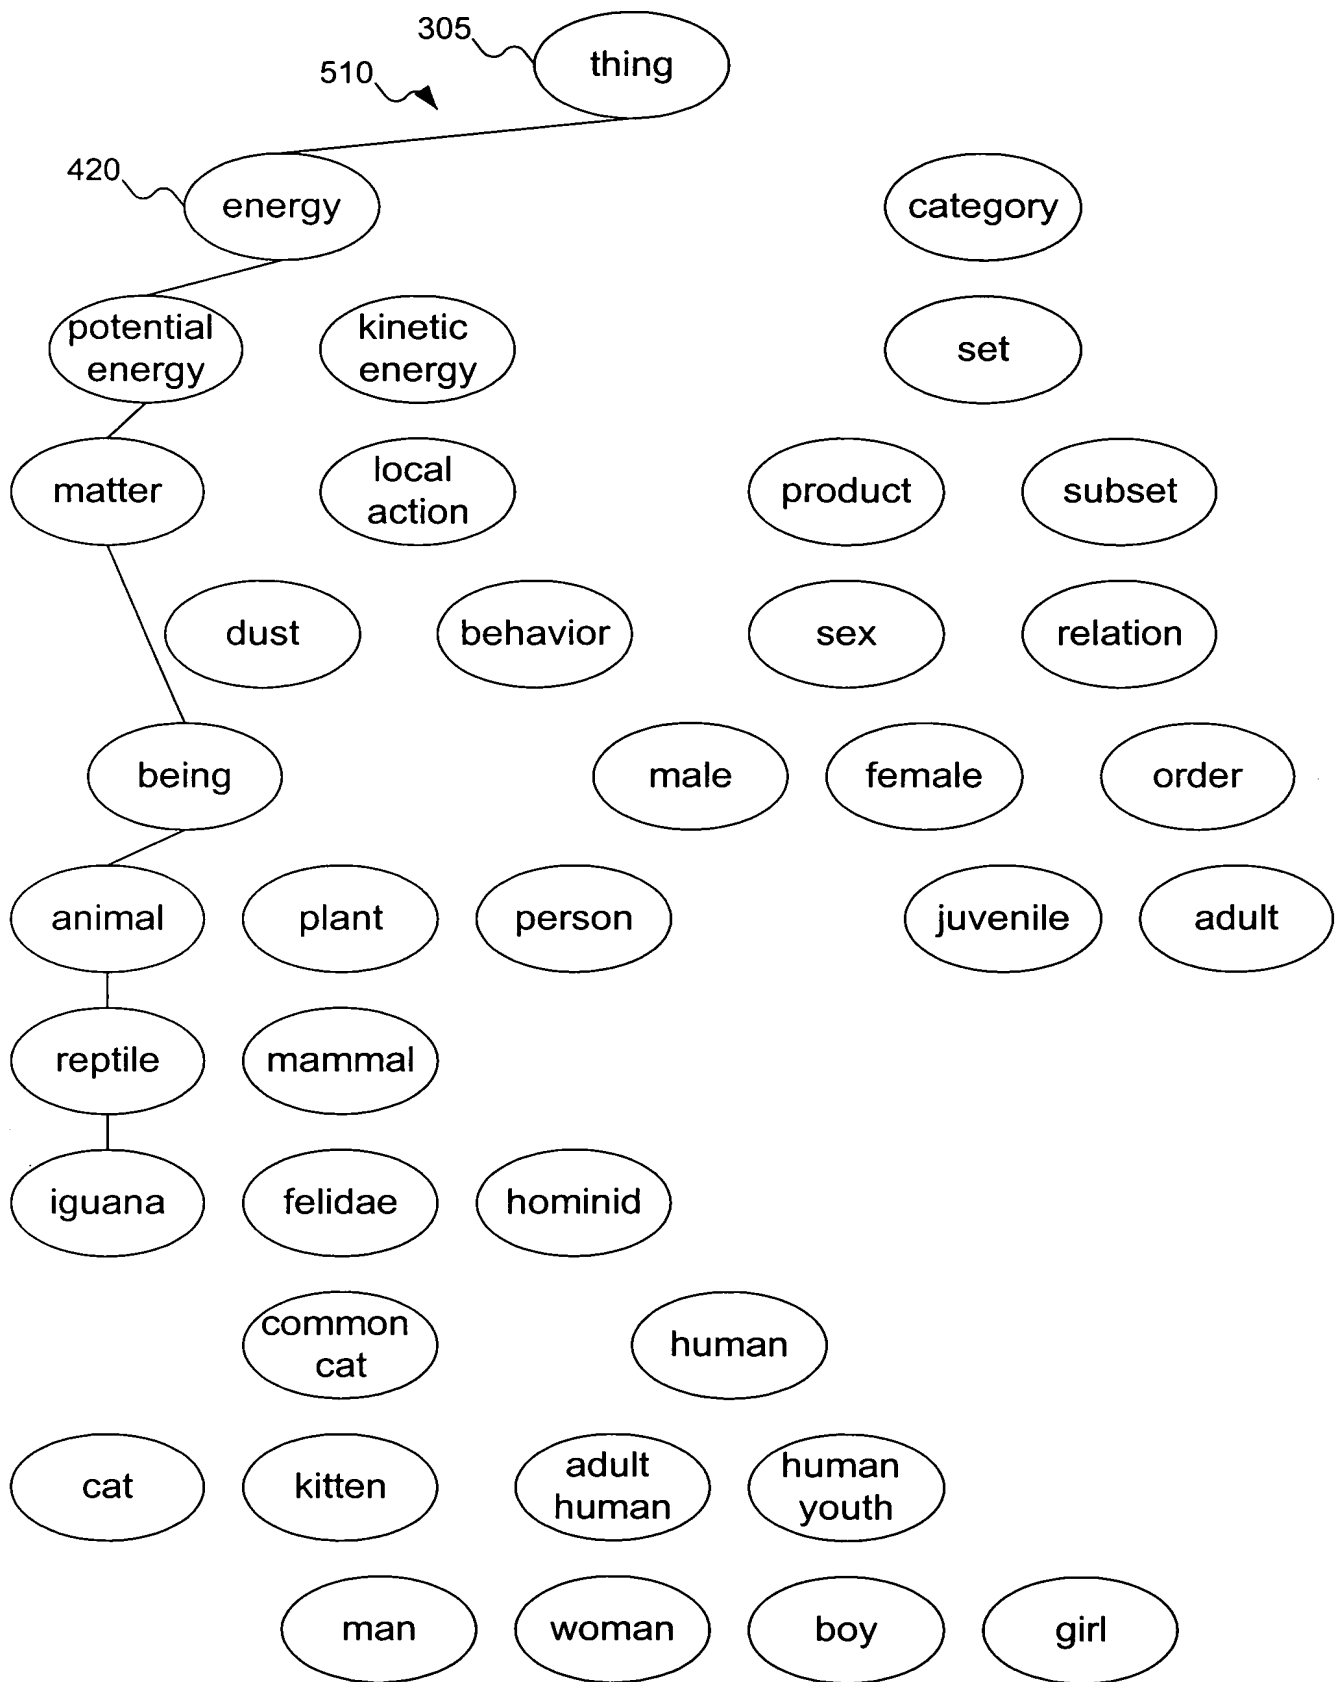 305
thing
510
420
energy
category
potential
energy
kinetic
energy
set
matter
local
action
product
subset
dust
behavior
sex
relation
being
male
female
order
animal
plant
person
juvenile
adult
reptile
mammal
iguana
felidae
hominid
common
cat
human
cat
kitten
adult
human
human
youth
man
woman
boy
girl